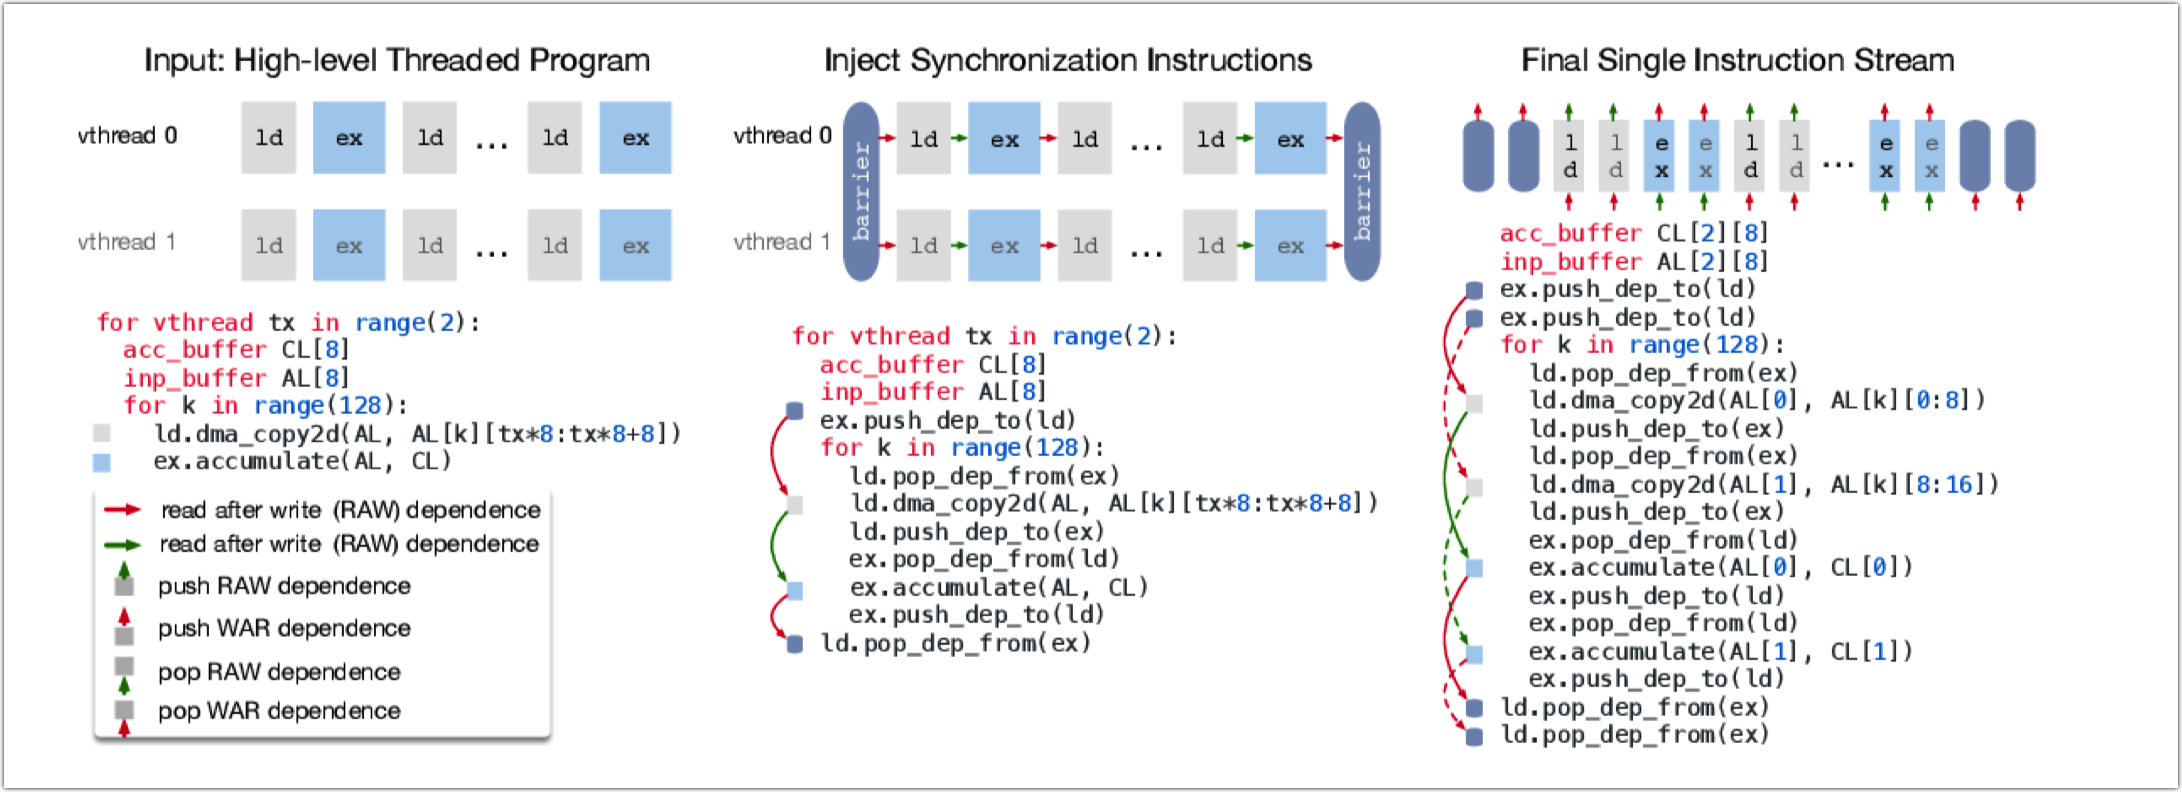 Input: High-level Threaded Program
vthread 0
ld
ex
ld
...
ld
ex
vthread 1
ld
ex
ld
...
ld
ex
for vthread tx in range(2):
acc_buffer CL[8]
inp_buffer AL[8]
for k in range(128):
ld.dma_copy2d(AL, AL[k][tx*8:tx*8+8])
ex.accumulate(AL, CL)
read after write (RAW) dependence
read after write (RAW) dependence
push RAW dependence
push WAR dependence
pop RAW dependence
pop WAR dependence
Inject Synchronization Instructions
vthread 0
barrier
ld
ex
ld
...
ld
ex
barrier
vthread 1
ld
ex
ld
...
ld
ex
for vthread tx in range(2):
acc_buffer CL[8]
inp_buffer AL[8]
ex.push_dep_to(ld)
for k in range(128):
ld.pop_dep_from(ex)
ld.dma_copy2d(AL, AL[k][tx*8:tx*8+8])
ld.push_dep_to(ex)
ex.pop_dep_from(ld)
ex.accumulate(AL, CL)
ex.push_dep_to(ld)
ld.pop_dep_from(ex)
Final Single Instruction Stream
ld
ld
ex
ex
ld
ld
...
ex
ex
acc_buffer CL[2][8]
inp_buffer AL[2][8]
ex.push_dep_to(ld)
ex.push_dep_to(ld)
for k in range(128):
ld.pop_dep_from(ex)
ld.dma_copy2d(AL[0], AL[k][0:8])
ld.push_dep_to(ex)
ld.pop_dep_from(ex)
ld.dma_copy2d(AL[1], AL[k][8:16])
ld.push_dep_to(ex)
ex.pop_dep_from(ld)
ex.accumulate(AL[0], CL[0])
ex.push_dep_to(ld)
ex.pop_dep_from(ld)
ex.accumulate(AL[1], CL[1])
ex.push_dep_to(ld)
ld.pop_dep_from(ex)
ld.pop_dep_from(ex)